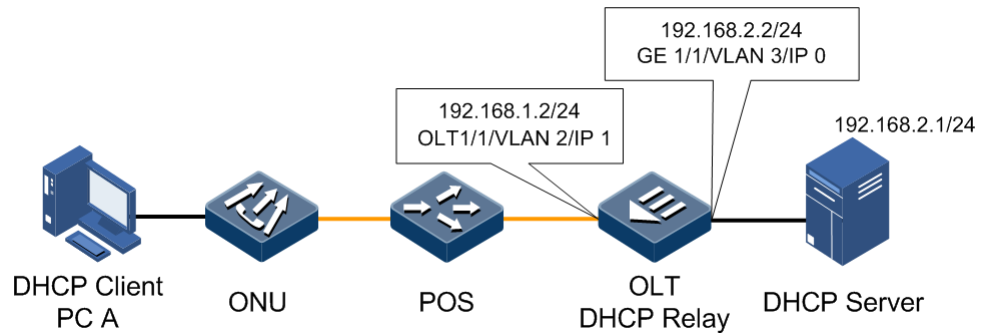 192.168.2.2/24
GE 1/1/VLAN 3/IP 0
192.168.1.2/24
OLT1/1/VLAN 2/IP 1
192.168.2.1/24
DHCP Client
PC A
ONU
POS
OLT
DHCP Relay
DHCP Server